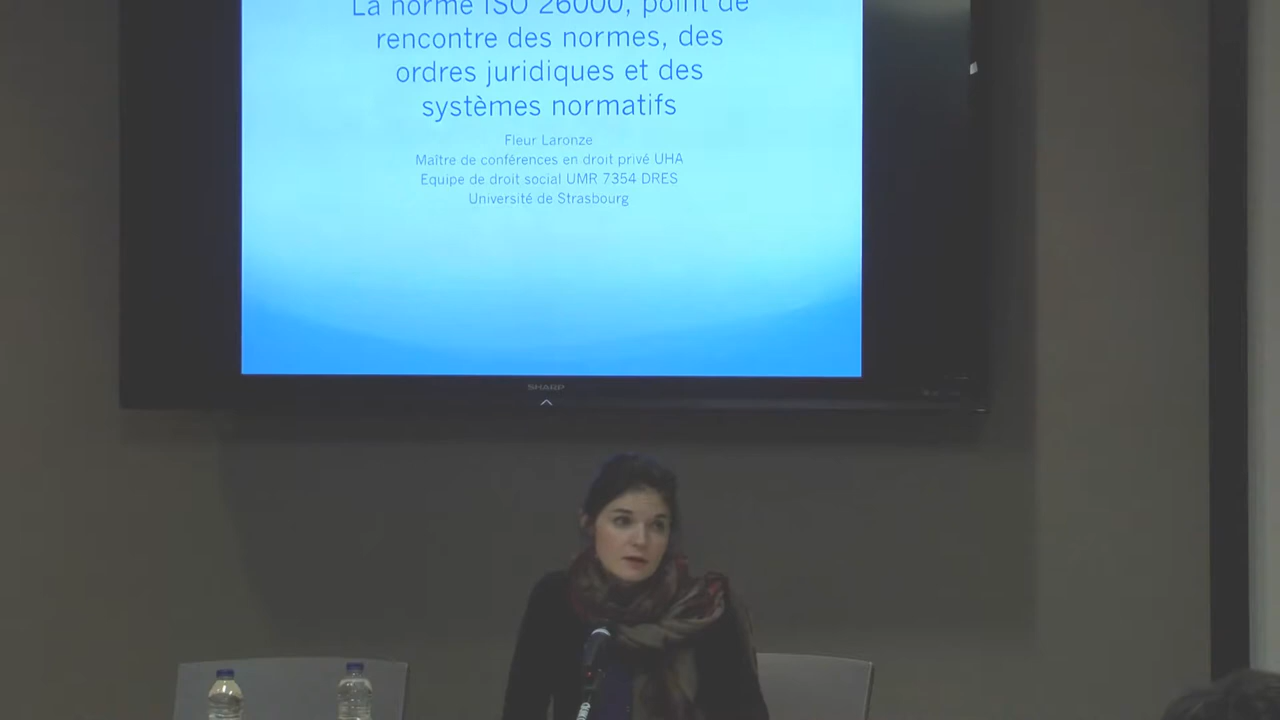 La norme ISO 26000, point de
rencontre des normes, des
ordres juridiques et des
systèmes normatifs
Fleur Laronze
Maître de conférences en droit privé UHA
Equipe de droit social UMR 7354 DRES
Université de Strasbourg
SHARP